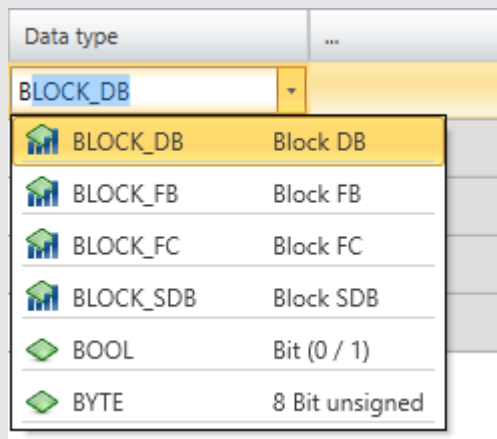 Data type ...
BLOCK_DB
BLOCK_DB Block DB
BLOCK_FB Block FB
BLOCK_FC Block FC
BLOCK_SDB Block SDB
BOOL Bit (0 / 1)
BYTE 8 Bit unsigned